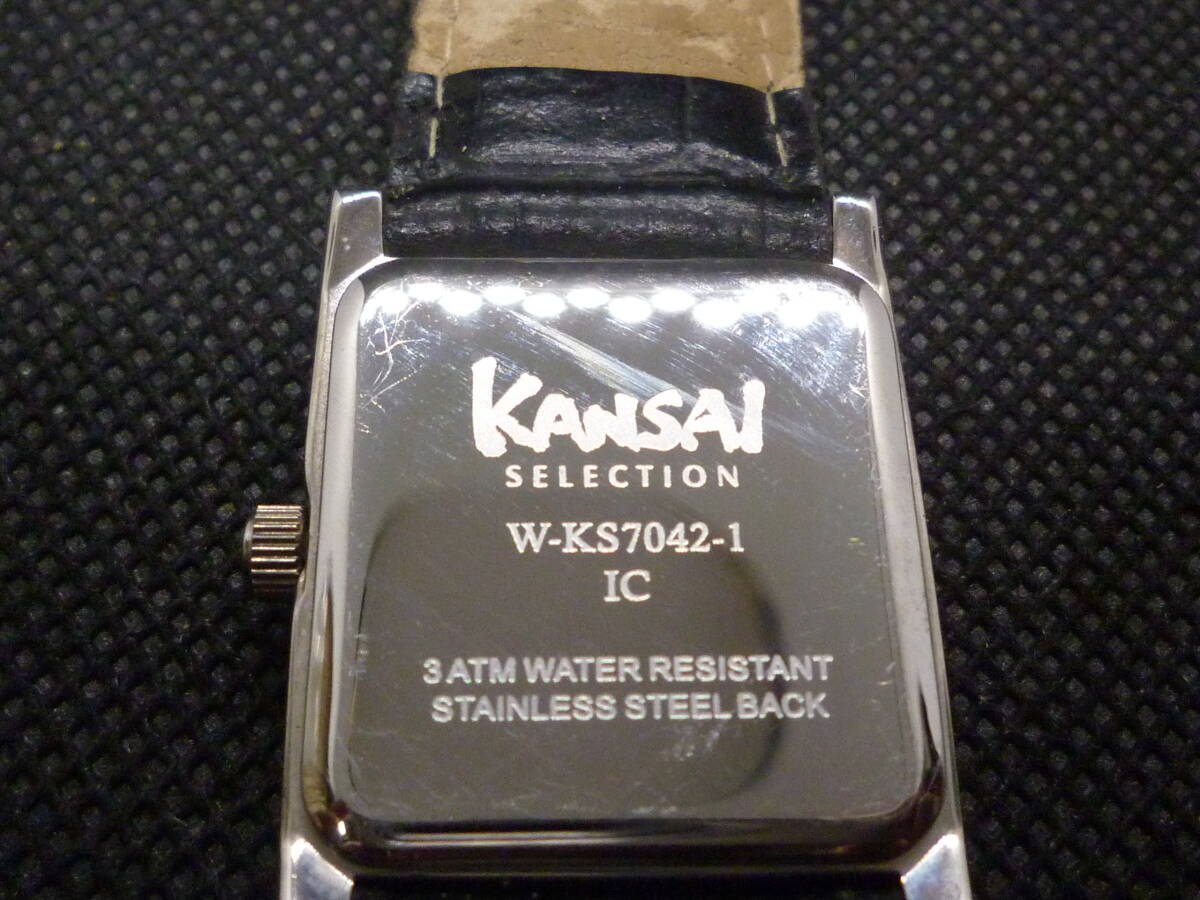 KANSAI
SELECTION
W-KS7042-1
IC
3 ATM WATER RESISTANT
STAINLESS STEEL BACK